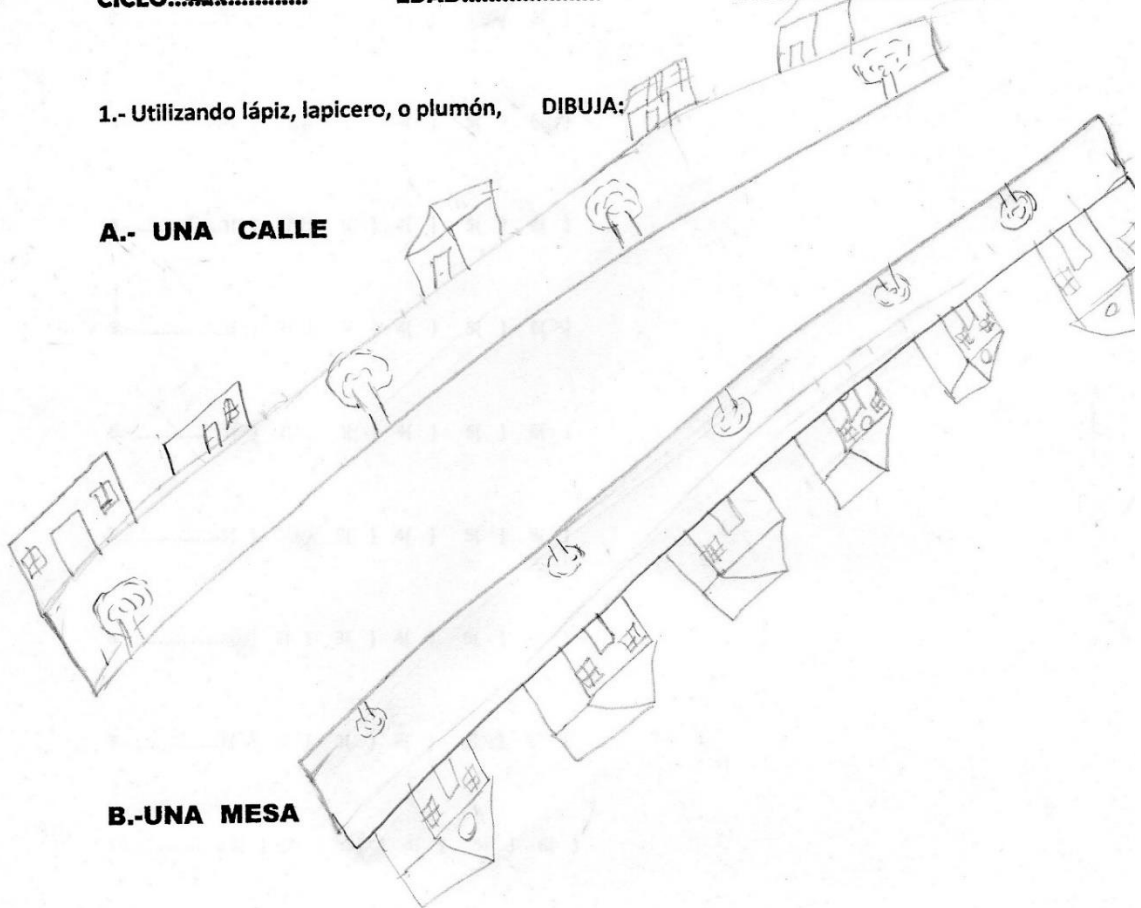 CICLO.................... EDAD....................
1.- Utilizando lápiz, lapicero, o plumón, DIBUJA:
A.- UNA CALLE
B.-UNA MESA